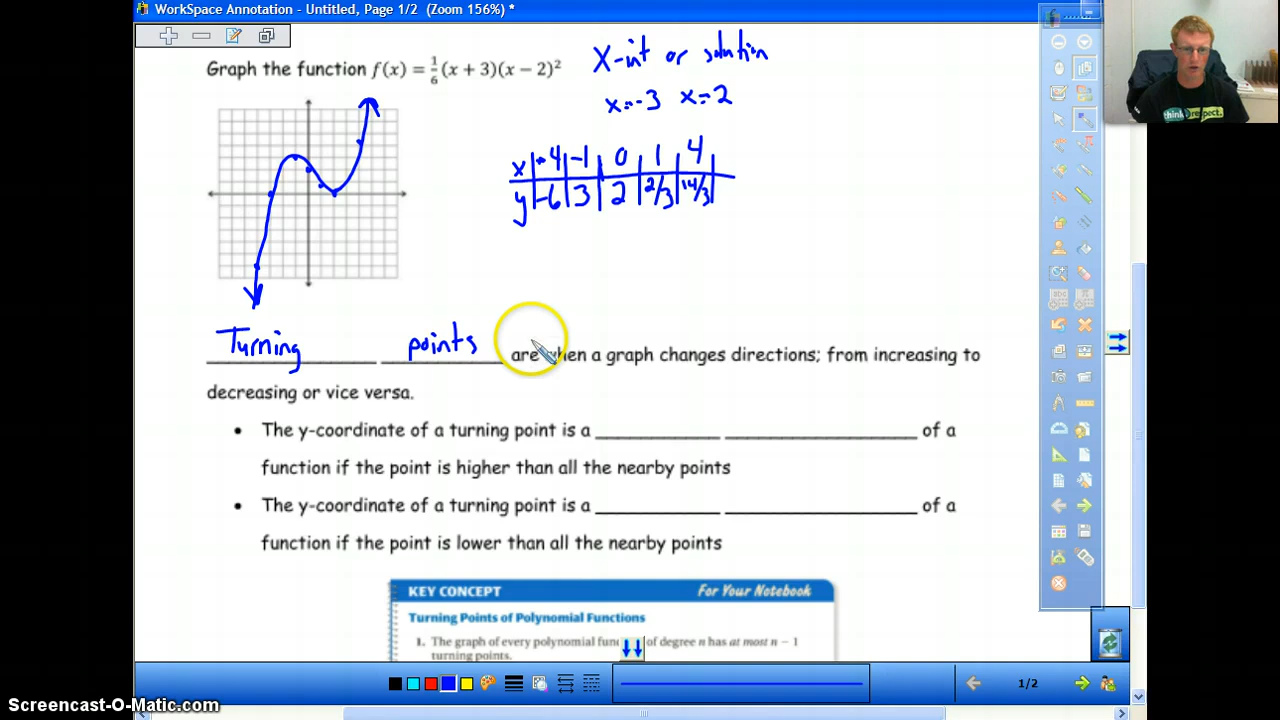 WorkSpace Annotation - Untitled, Page 1/2 (Zoom 156%) *
X-int or solution
Graph the function f(x) = 1/6(x + 3)(x − 2)²
x=-3 x=2
x -4 -1 0 1 4
y -6 3 2 2/3 14/3
think respect.
Turning points are when a graph changes directions; from increasing to
decreasing or vice versa.
• The y-coordinate of a turning point is a ____________ ____________________ of a
function if the point is higher than all the nearby points
• The y-coordinate of a turning point is a ____________ ____________________ of a
function if the point is lower than all the nearby points
KEY CONCEPT For Your Notebook
Turning Points of Polynomial Functions
1. The graph of every polynomial func of degree n has at most n − 1
turning points.
1/2
Screencast-O-Matic.com